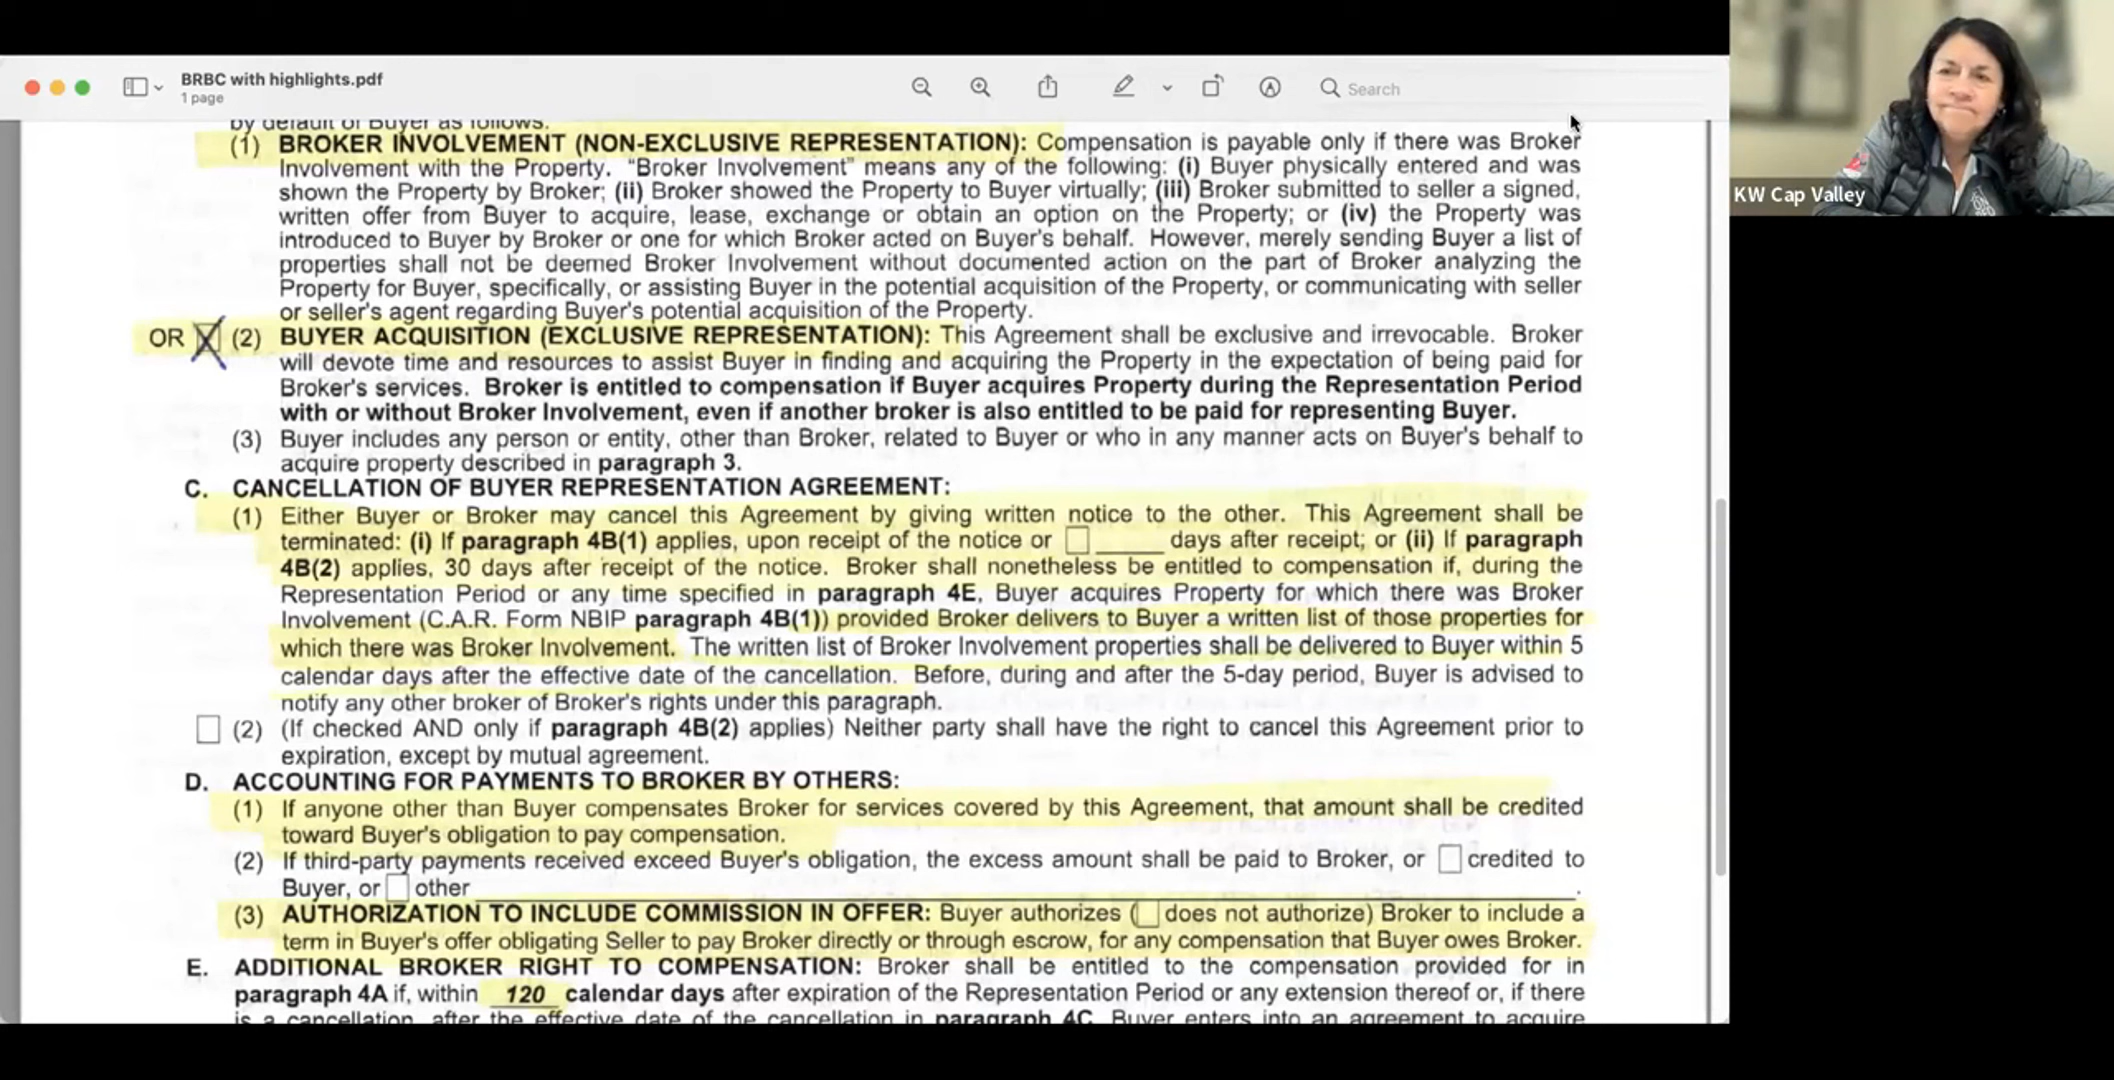 BRBC with highlights.pdf
1 page
Search
KW Cap Valley
by default of Buyer as follows.
(1) BROKER INVOLVEMENT (NON-EXCLUSIVE REPRESENTATION): Compensation is payable only if there was Broker
Involvement with the Property. "Broker Involvement" means any of the following: (i) Buyer physically entered and was
shown the Property by Broker; (ii) Broker showed the Property to Buyer virtually; (iii) Broker submitted to seller a signed,
written offer from Buyer to acquire, lease, exchange or obtain an option on the Property; or (iv) the Property was
introduced to Buyer by Broker or one for which Broker acted on Buyer's behalf. However, merely sending Buyer a list of
properties shall not be deemed Broker Involvement without documented action on the part of Broker analyzing the
Property for Buyer, specifically, or assisting Buyer in the potential acquisition of the Property, or communicating with seller
or seller's agent regarding Buyer's potential acquisition of the Property.
OR (2) BUYER ACQUISITION (EXCLUSIVE REPRESENTATION): This Agreement shall be exclusive and irrevocable. Broker
will devote time and resources to assist Buyer in finding and acquiring the Property in the expectation of being paid for
Broker's services. Broker is entitled to compensation if Buyer acquires Property during the Representation Period
with or without Broker Involvement, even if another broker is also entitled to be paid for representing Buyer.
(3) Buyer includes any person or entity, other than Broker, related to Buyer or who in any manner acts on Buyer's behalf to
acquire property described in paragraph 3.
C. CANCELLATION OF BUYER REPRESENTATION AGREEMENT:
(1) Either Buyer or Broker may cancel this Agreement by giving written notice to the other. This Agreement shall be
terminated: (i) If paragraph 4B(1) applies, upon receipt of the notice or ☐ _____ days after receipt; or (ii) If paragraph
4B(2) applies, 30 days after receipt of the notice. Broker shall nonetheless be entitled to compensation if, during the
Representation Period or any time specified in paragraph 4E, Buyer acquires Property for which there was Broker
Involvement (C.A.R. Form NBIP paragraph 4B(1)) provided Broker delivers to Buyer a written list of those properties for
which there was Broker Involvement. The written list of Broker Involvement properties shall be delivered to Buyer within 5
calendar days after the effective date of the cancellation. Before, during and after the 5-day period, Buyer is advised to
notify any other broker of Broker's rights under this paragraph.
☐ (2) (If checked AND only if paragraph 4B(2) applies) Neither party shall have the right to cancel this Agreement prior to
expiration, except by mutual agreement.
D. ACCOUNTING FOR PAYMENTS TO BROKER BY OTHERS:
(1) If anyone other than Buyer compensates Broker for services covered by this Agreement, that amount shall be credited
toward Buyer's obligation to pay compensation.
(2) If third-party payments received exceed Buyer's obligation, the excess amount shall be paid to Broker, or ☐ credited to
Buyer, or ☐ other _____.
(3) AUTHORIZATION TO INCLUDE COMMISSION IN OFFER: Buyer authorizes (☐ does not authorize) Broker to include a
term in Buyer's offer obligating Seller to pay Broker directly or through escrow, for any compensation that Buyer owes Broker.
E. ADDITIONAL BROKER RIGHT TO COMPENSATION: Broker shall be entitled to the compensation provided for in
paragraph 4A if, within 120 calendar days after expiration of the Representation Period or any extension thereof or, if there
is a cancellation, after the effective date of the cancellation in paragraph 4C, Buyer enters into an agreement to acquire